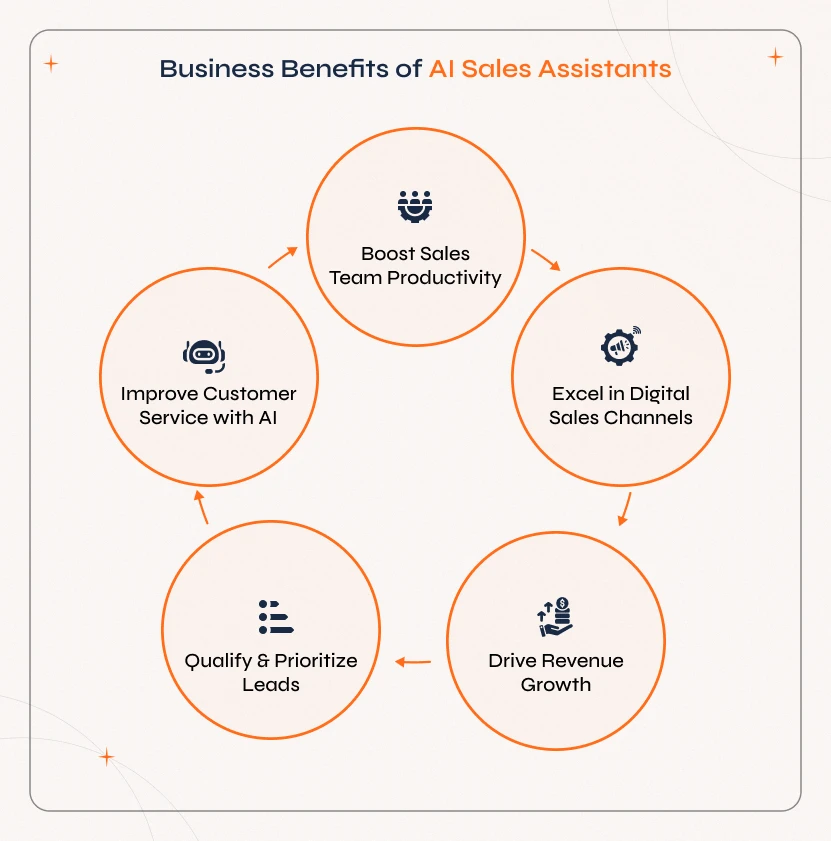 Business Benefits of AI Sales Assistants
Boost Sales
Team Productivity
Excel in Digital
Sales Channels
Drive Revenue
Growth
Qualify & Prioritize
Leads
Improve Customer
Service with AI